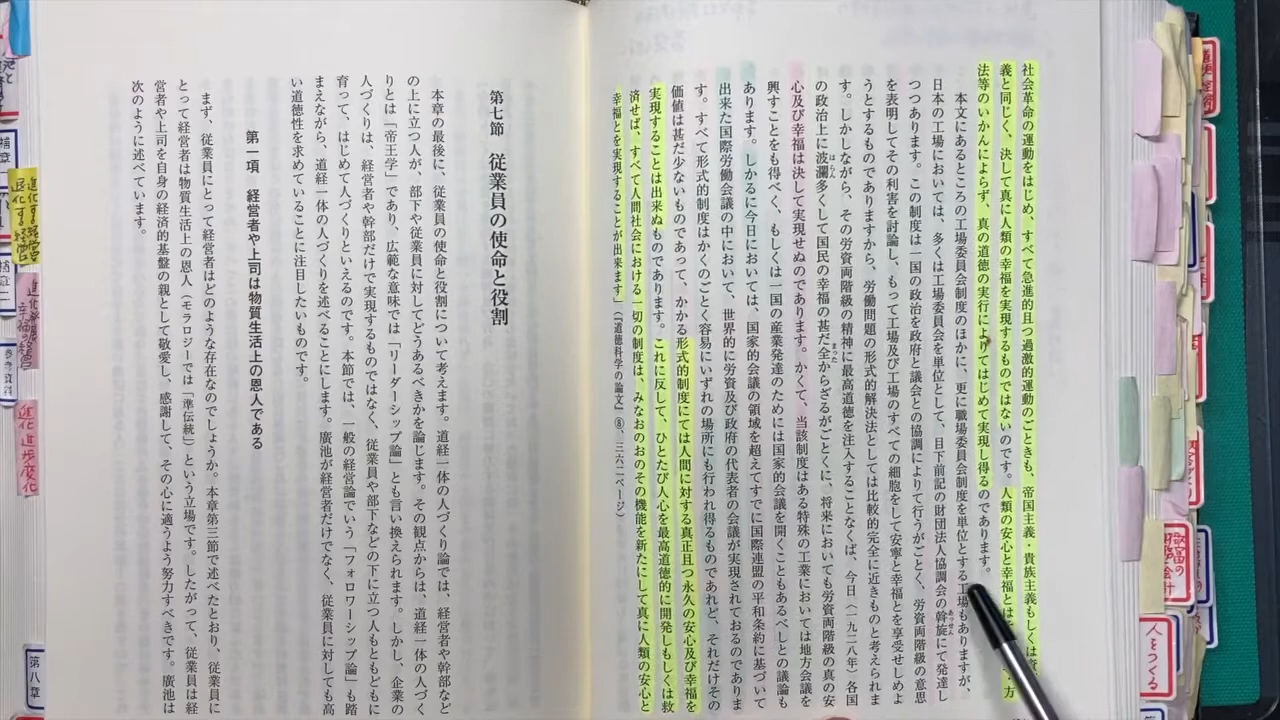 社会革命の運動をはじめ、すべて急進的且つ過激的運動のごときも、帝国主義・貴族主義もしくは資
義と同じく、決して真に人類の幸福を実現するものではないのです。人類の安心と幸福とは
方
法等のいかんによらず、真の道徳の実行によりてはじめて実現し得るのであります。
本文にあるところの工場委員会制度のほかに、更に職場委員会制度を単位とする工場もありますが
日本の工場においては、多くは工場委員会を単位として、目下前記の財団法人協調会の斡旋にて発達し
つつあります。この制度は一国の政治を政府と議会との協調によりて行うがごとく、労資両階級の意思
を表明してその利害を討論し、もって工場及び工場のすべての細胞をして安寧と幸福とを享受せしめよ
うとするものでありますから、労働問題の形式的解決法としては比較的完全に近きものと考えられま
す。しかしながら、その労資両階級の精神に最高道徳を注入することなくば、今日（一九二八年）各国
の政治上に波瀾多くして国民の幸福の甚だ全からざるがごとくに、将来においても労資両階級の真の安
心及び幸福は決して実現せぬのであります。かくて、当該制度はある特殊の工業においては地方会議を
興すことをも得べく、もしくは一国の産業発達のためには国家的会議を開くこともあるべしとの議論も
あります。しかるに今日においては、国家的会議の領域を超えてすでに国際連盟の平和条約に基づいて
出来た国際労働会議の中において、世界的に労資及び政府の代表者の会議が実現されておるのでありま
す。すべて形式的制度はかくのごとく容易にいずれの場所にも行われ得るものであれど、それだけその
価値は甚だ少ないものであって、かかる形式的制度にては人間に対する真正且つ永久の安心及び幸福を
実現することは出来ぬものであります。これに反して、ひとたび人心を最高道徳的に開発しもしくは救
済せば、すべて人間社会における一切の制度は、みなおのおのその機能を新たにして真に人類の安心と
幸福とを実現することが出来ます」（『道徳科学の論文』⑧、三六二ページ）
第七節　従業員の使命と役割
本章の最後に、従業員の使命と役割について考えます。道経一体の人づくり論では、経営者や幹部など
の上に立つ人が、部下や従業員に対してどうあるべきかを論じます。その観点からは、道経一体の人づく
りとは「帝王学」であり、広範な意味では「リーダーシップ論」とも言い換えられます。しかし、企業の
人づくりは、経営者や幹部だけで実現するものではなく、従業員や部下などの下に立つ人もともどもに
育って、はじめて人づくりといえるのです。本節では、一般の経営論でいう「フォロワーシップ論」も踏
まえながら、道経一体の人づくり述べることにします。廣池が経営者だけでなく、従業員に対しても高
い道徳性を求めていることに注目したいものです。
第一項　経営者や上司は物質生活上の恩人である
まず、従業員にとって経営者はどのような存在なのでしょうか。本章第三節で述べたとおり、従業員に
とって経営者は物質生活上の恩人（モラロジーでは「準伝統」）という立場です。したがって、従業員は経
営者や上司を自身の経済的基盤の親として敬愛し、感謝して、その心に適うよう努力すべきです。廣池は
次のように述べています。
補章
進化する経営
参考資料
進化 進歩 変化
第八章
人をつくる